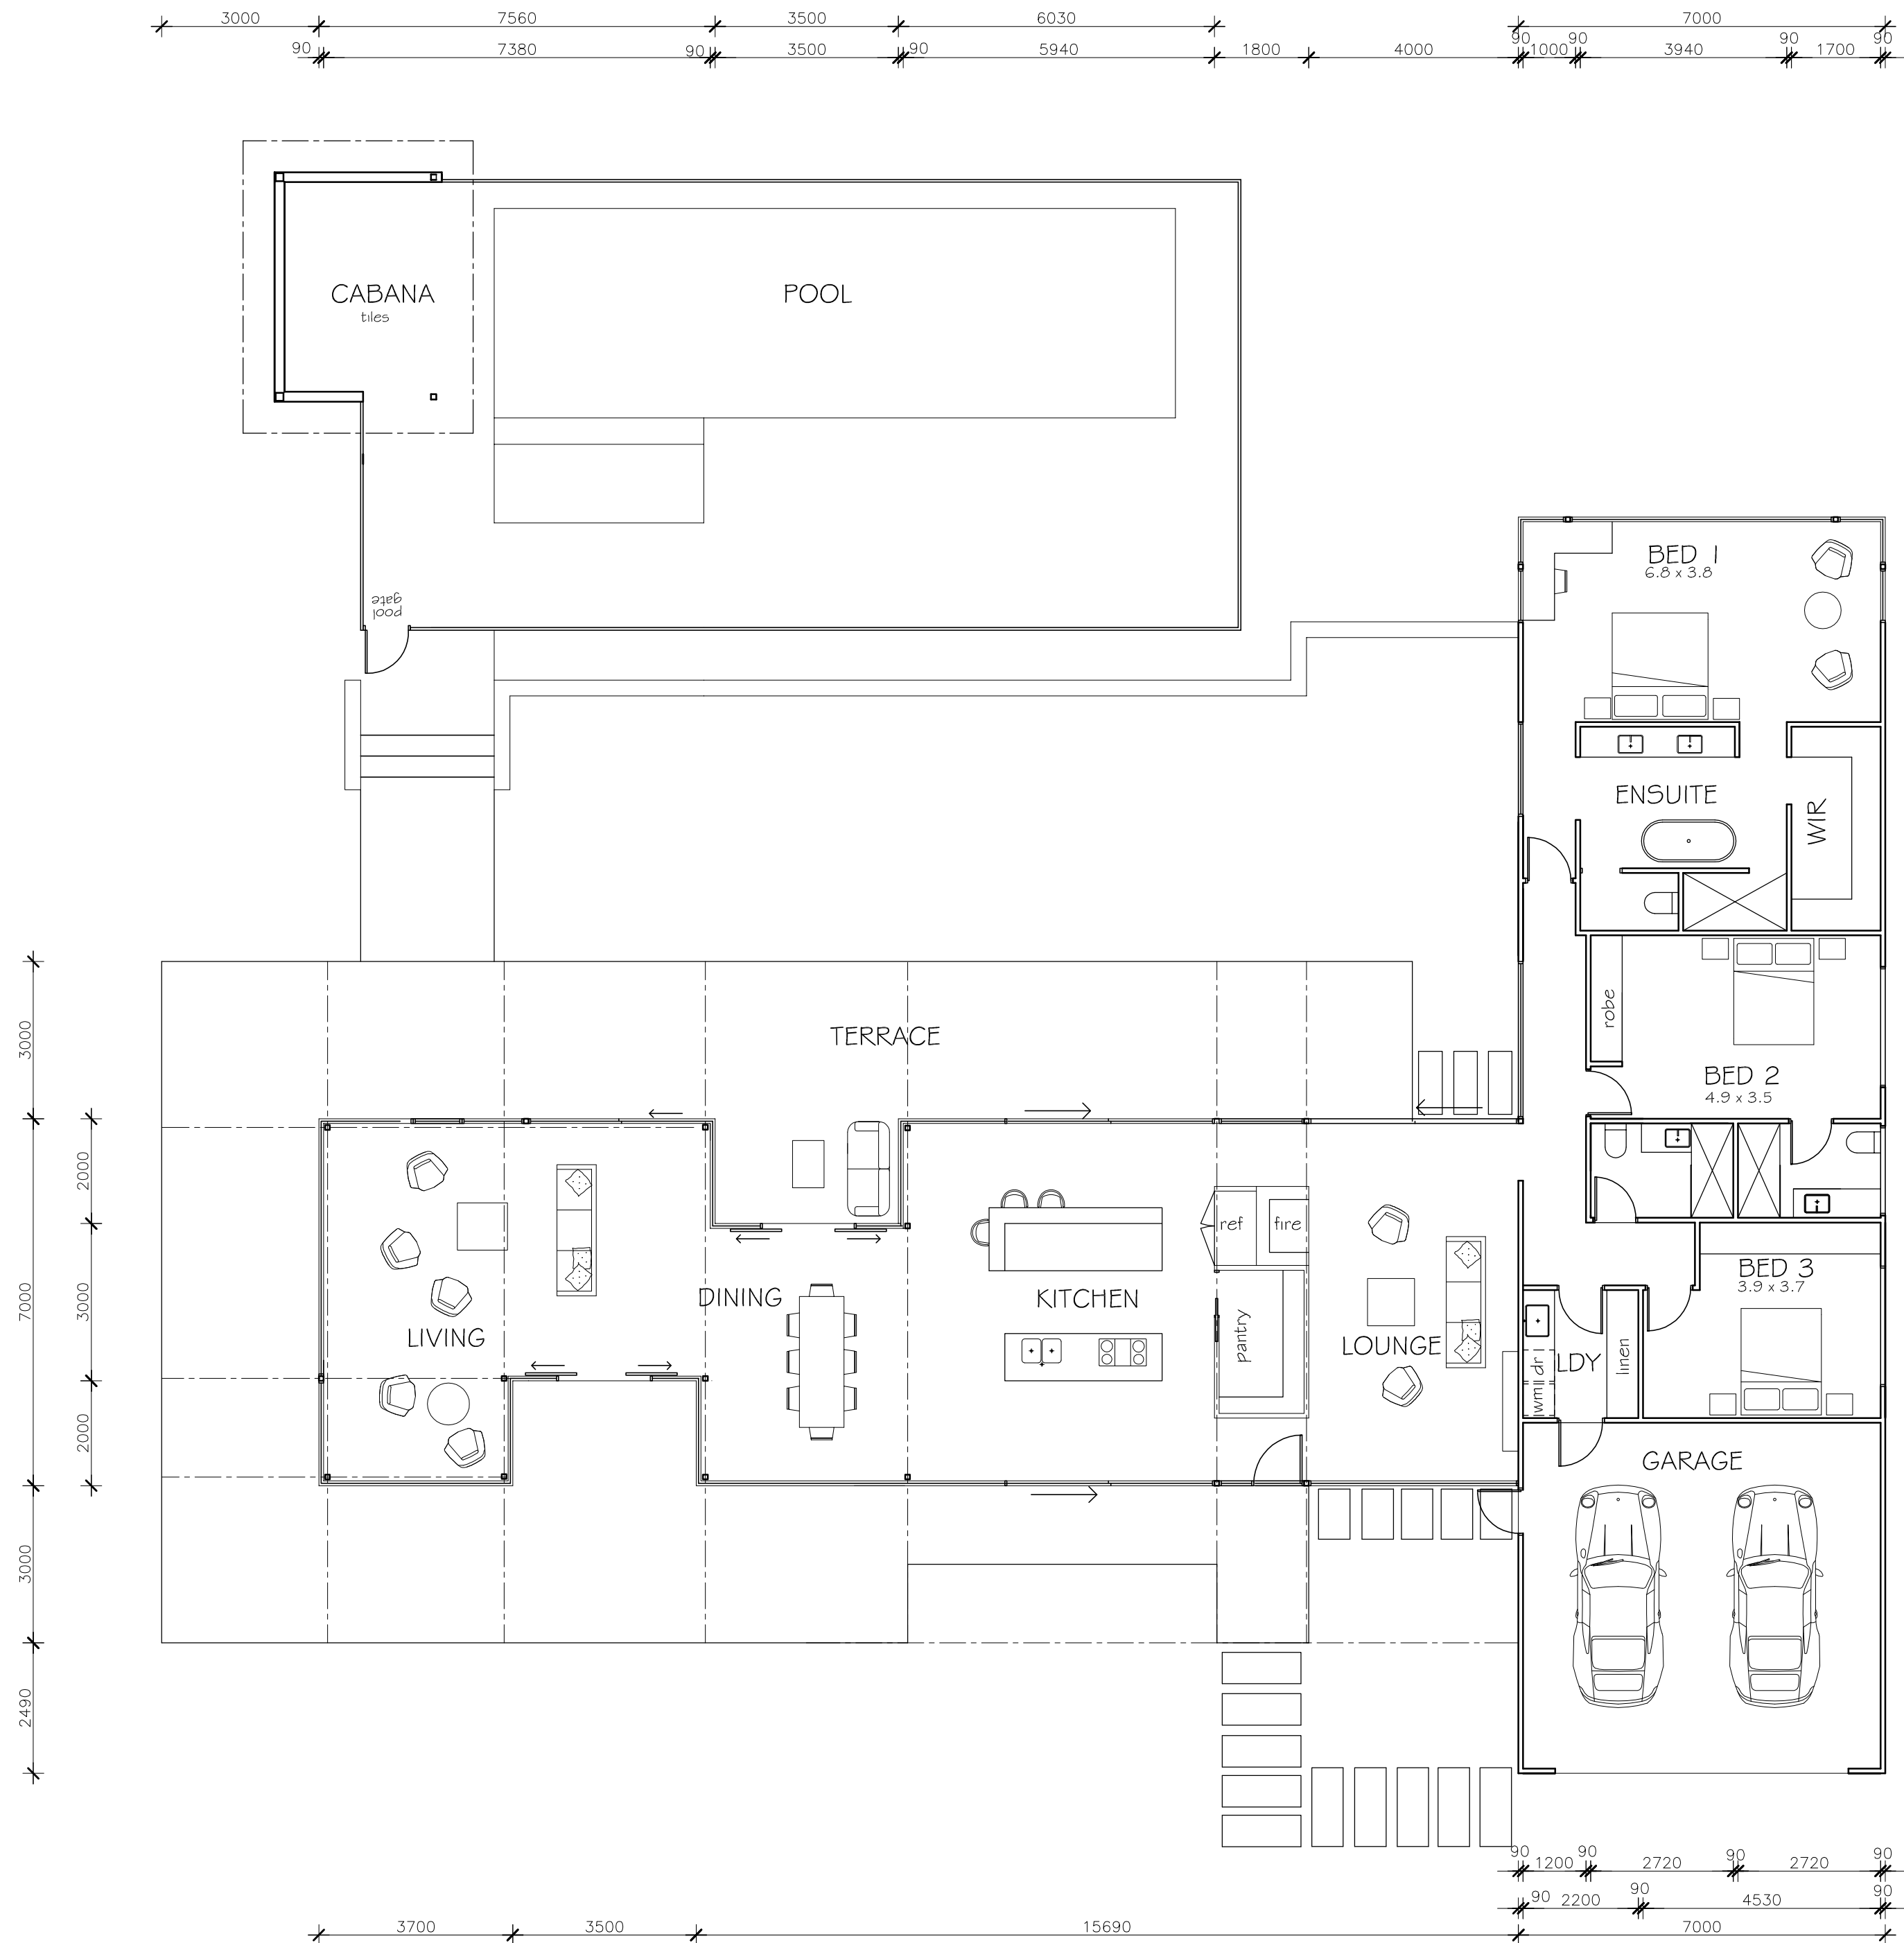 3000 7560 3500 6030 7000
90 7380 90 3500 90 5940 1800 4000 90 1000 90 3940 90 1700 90
CABANA
tiles
POOL
pool
gate
BED 1
6.8 x 3.8
ENSUITE
WIR
robe
BED 2
4.9 x 3.5
TERRACE
3000
2000
7000
3000
2000
3000
2490
ref
fire
DINING
KITCHEN
LIVING
pantry
LOUNGE
BED 3
3.9 x 3.7
LDY
linen
wm
dr
GARAGE
90 1200 90 2720 90 2720 90
90 2200 90 4530 90
3700 3500 15690 7000